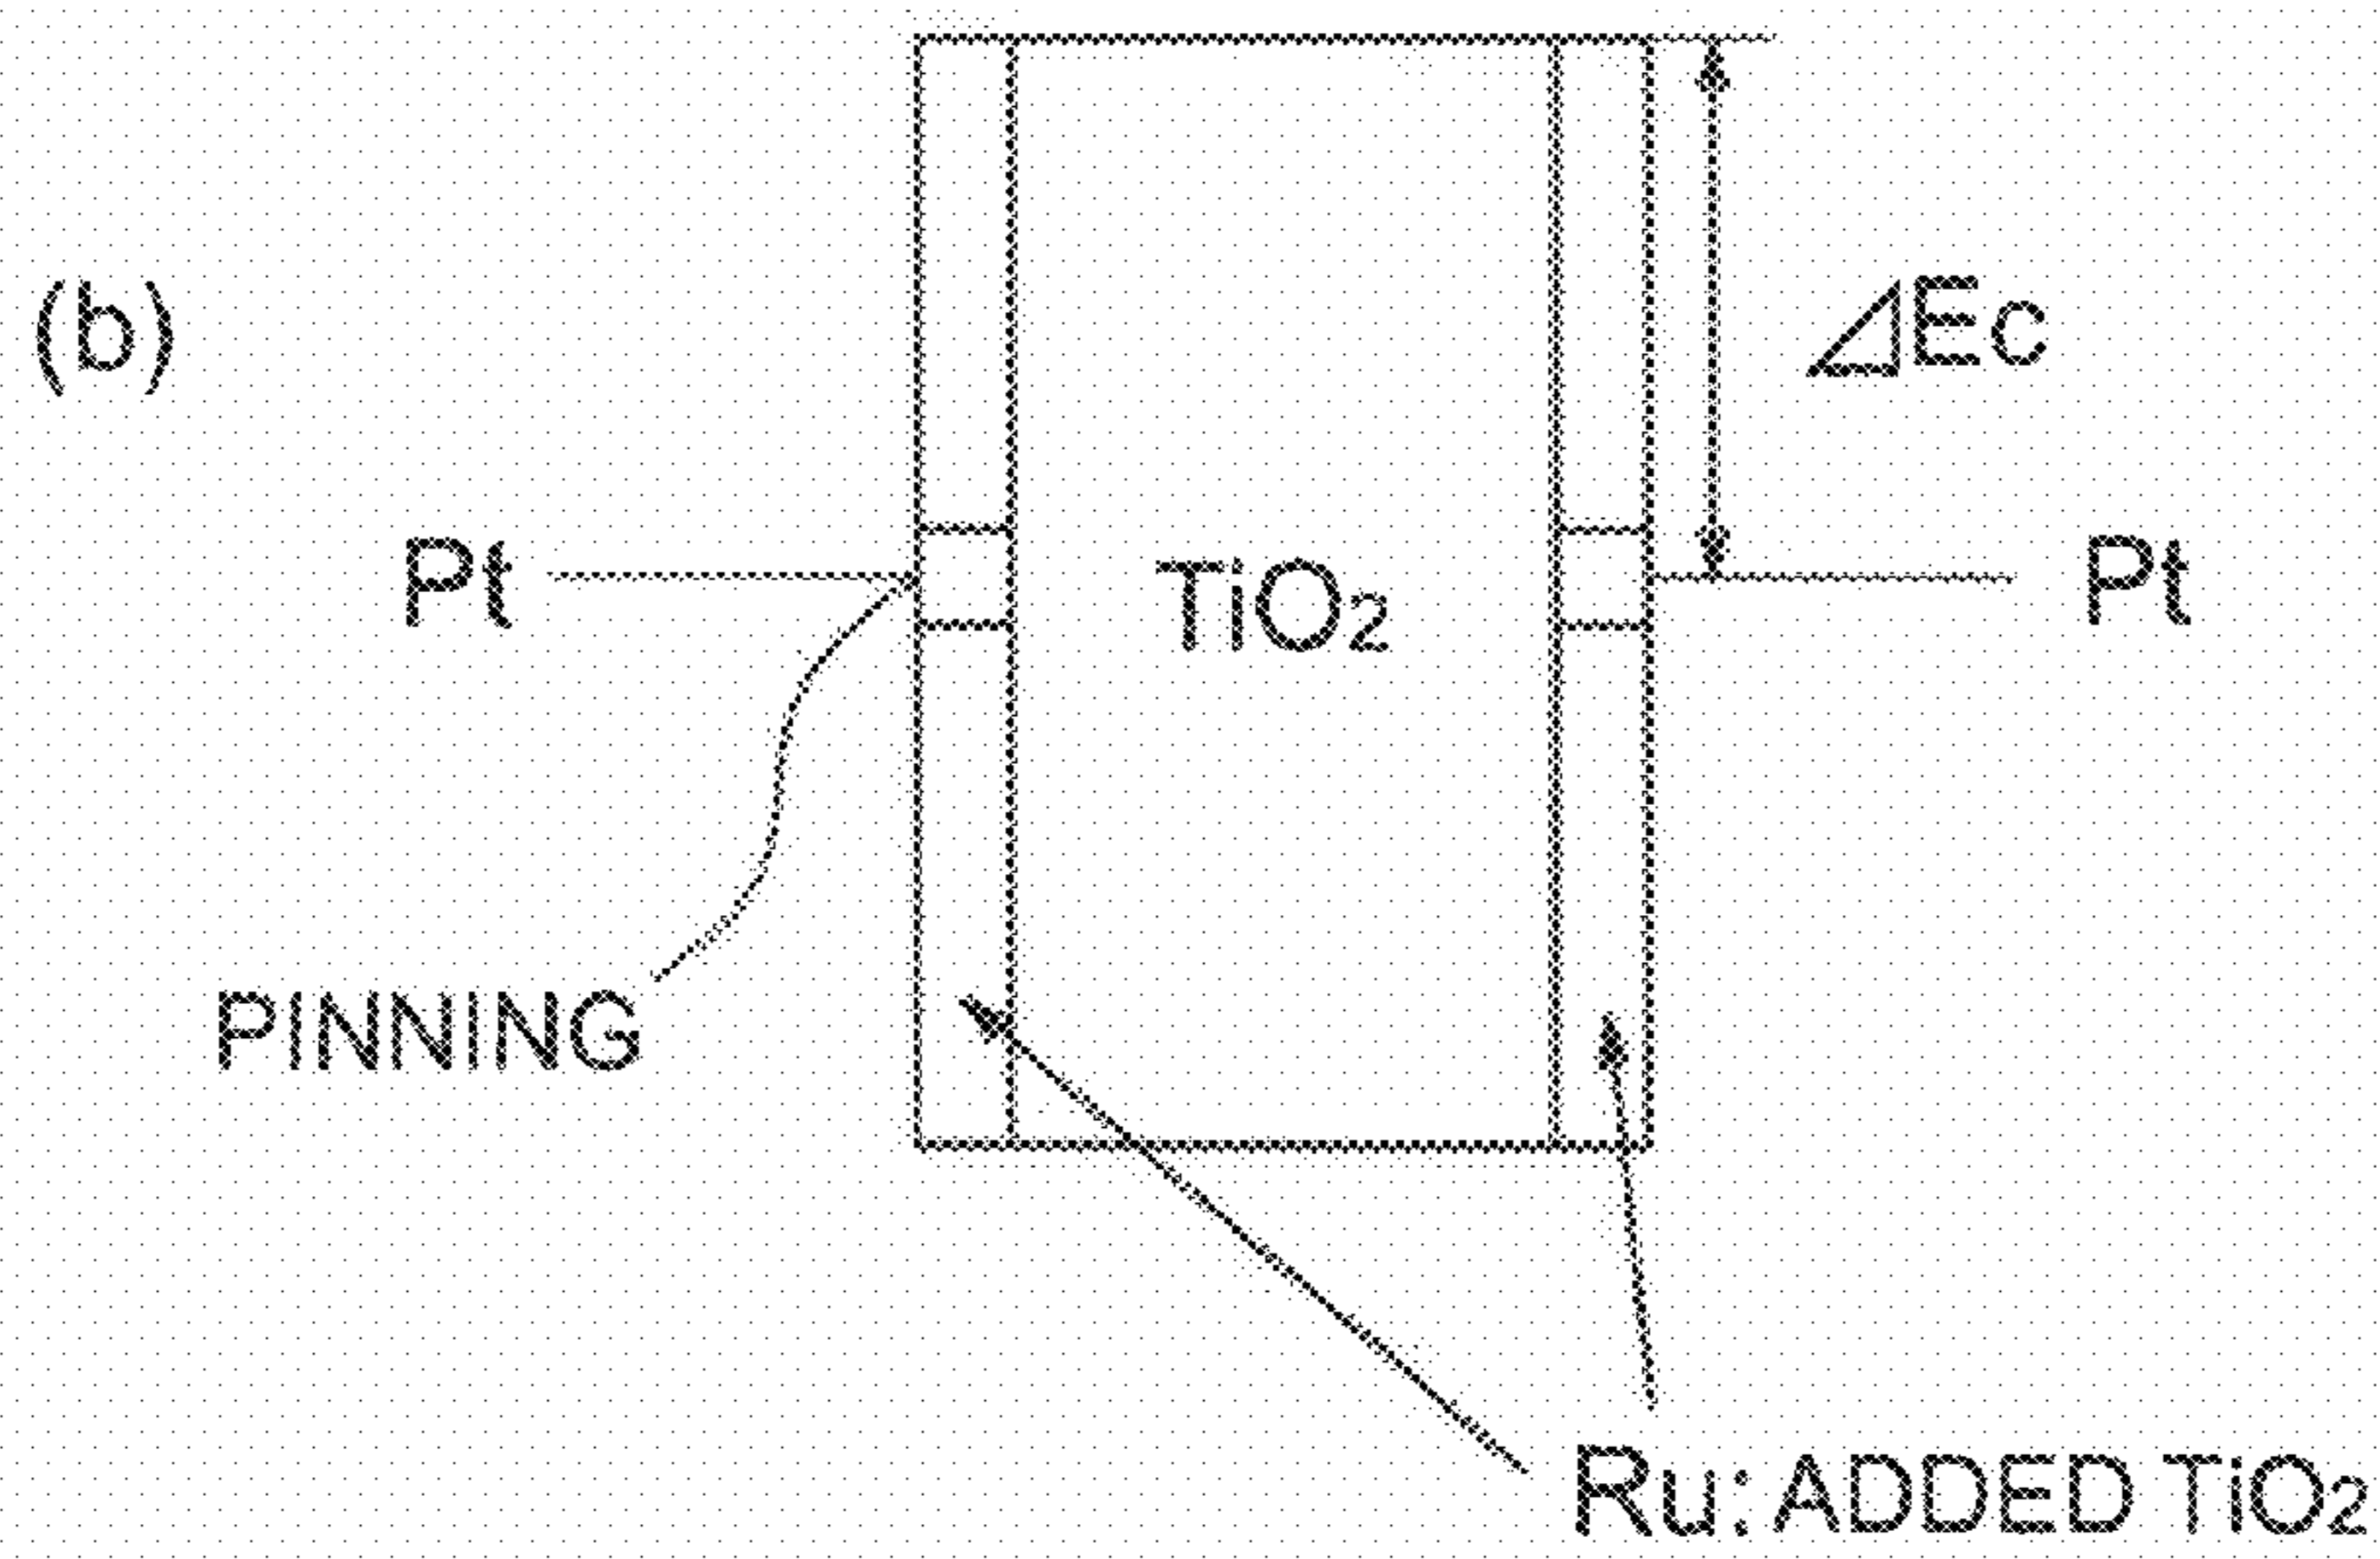 (b)
⊿Ec
Pt
TiO₂
Pt
PINNING
Ru:ADDED TiO₂